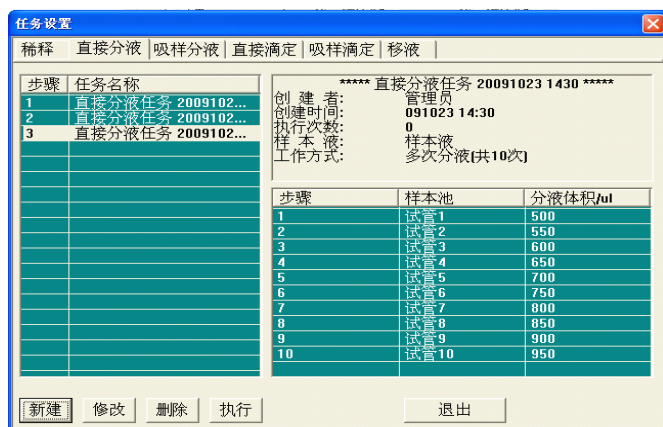 任务设置
稀释 直接分液 吸样分液 直接滴定 吸样滴定 移液
步骤 任务名称
1 直接分液任务 2009102...
2 直接分液任务 2009102...
3 直接分液任务 2009102...
***** 直接分液任务 20091023 1430 *****
创 建 者: 管理员
创建时间: 091023 14:30
执行次数: 0
样 本 液: 样本液
工作方式: 多次分液(共10次)
步骤 样本池 分液体积/ul
1 试管1 500
2 试管2 550
3 试管3 600
4 试管4 650
5 试管5 700
6 试管6 750
7 试管7 800
8 试管8 850
9 试管9 900
10 试管10 950
新建 修改 删除 执行 退出